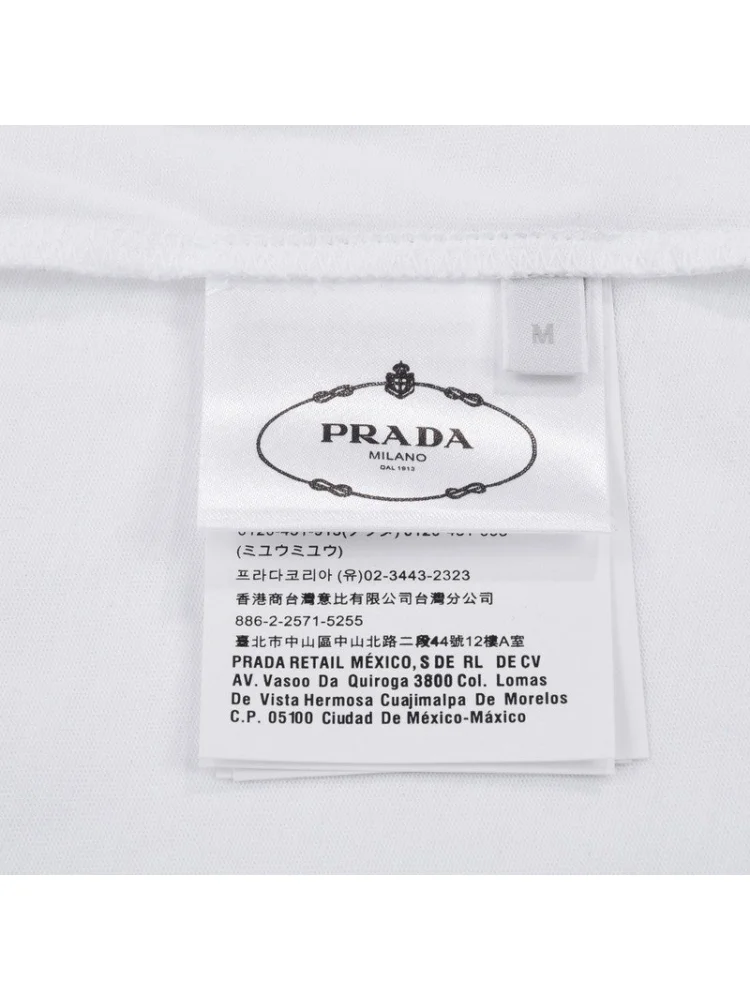 M
PRADA
MILANO
DAL 1913
(ミユウミユウ)
프라다코리아 (유)02-3443-2323
香港商台灣意比有限公司台灣分公司
886-2-2571-5255
臺北市中山區中山北路二段44號12樓A室
PRADA RETAIL MÉXICO, S DE RL DE CV
AV. Vasoo Da Quiroga 3800 Col. Lomas
De Vista Hermosa Cuajimalpa De Morelos
C.P. 05100 Ciudad De México-Máxico